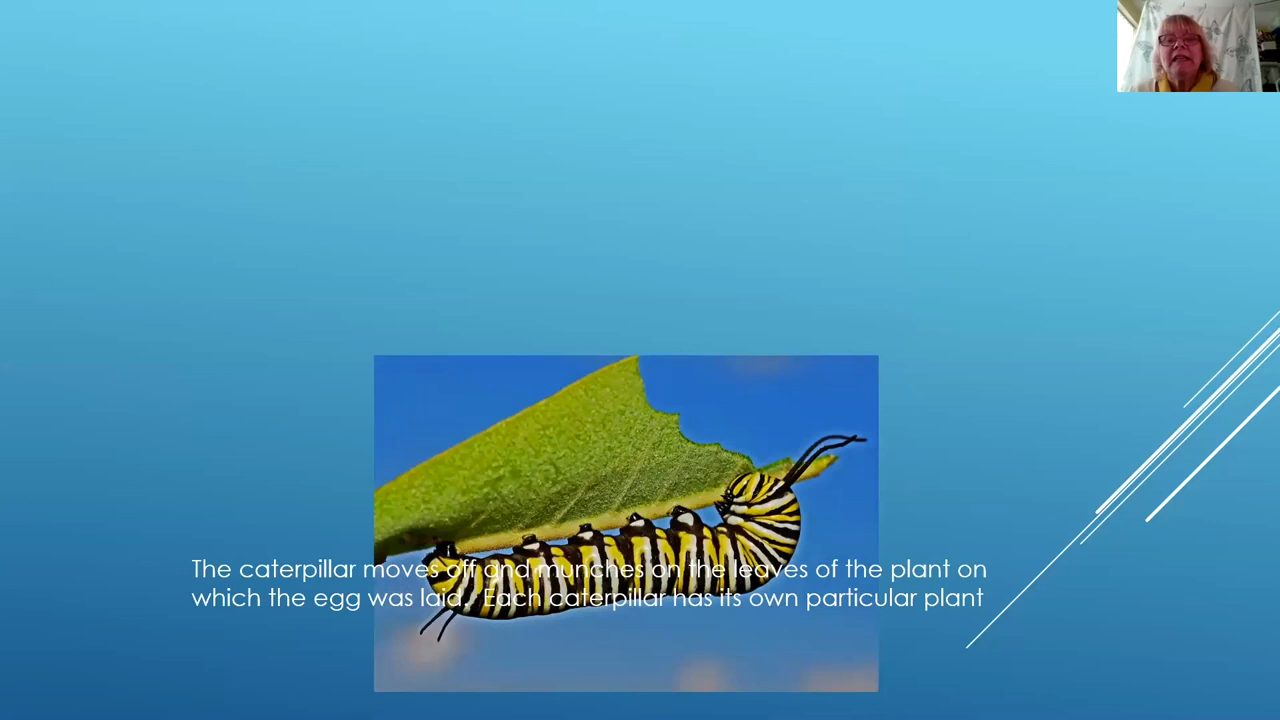 The caterpillar moves off and munches on the leaves of the plant on
which the egg was laid. Each caterpillar has its own particular plant